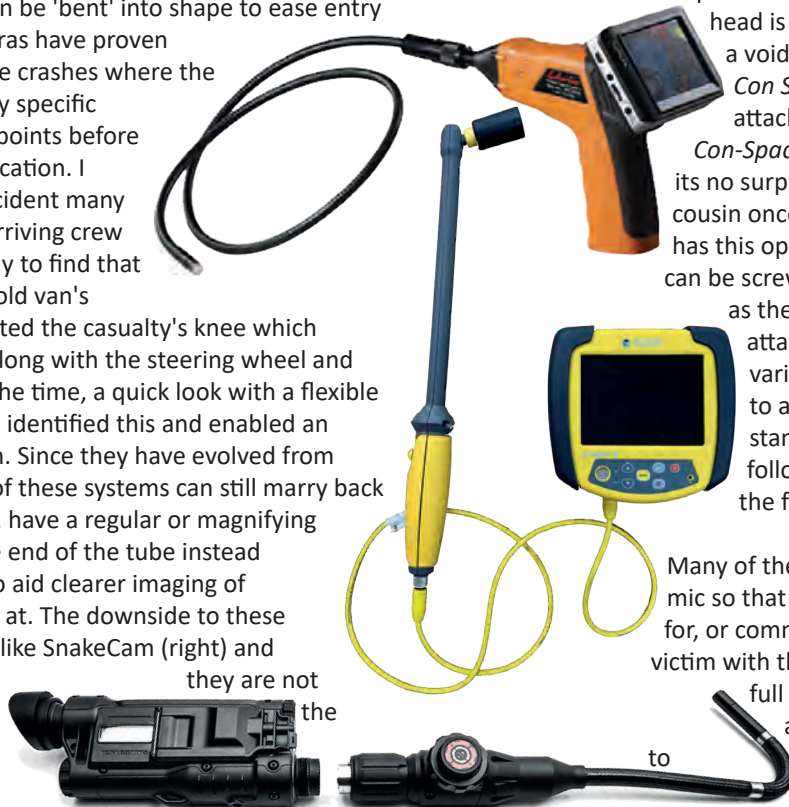 n be 'bent' into shape to ease entry
ras have proven
e crashes where the
y specific
points before
cation. I
cident many
rriving crew
y to find that
old van's
ted the casualty's knee which
long with the steering wheel and
he time, a quick look with a flexible
identified this and enabled an
n. Since they have evolved from
of these systems can still marry back
have a regular or magnifying
e end of the tube instead
o aid clearer imaging of
at. The downside to these
like SnakeCam (right) and
they are not
the
head is
a void
Con S
attach
Con-Spac
its no surp
cousin once
has this op
can be screw
as the
atta
vari
to a
stan
follo
the f
Many of the
mic so that
for, or comm
victim with th
full
a
to